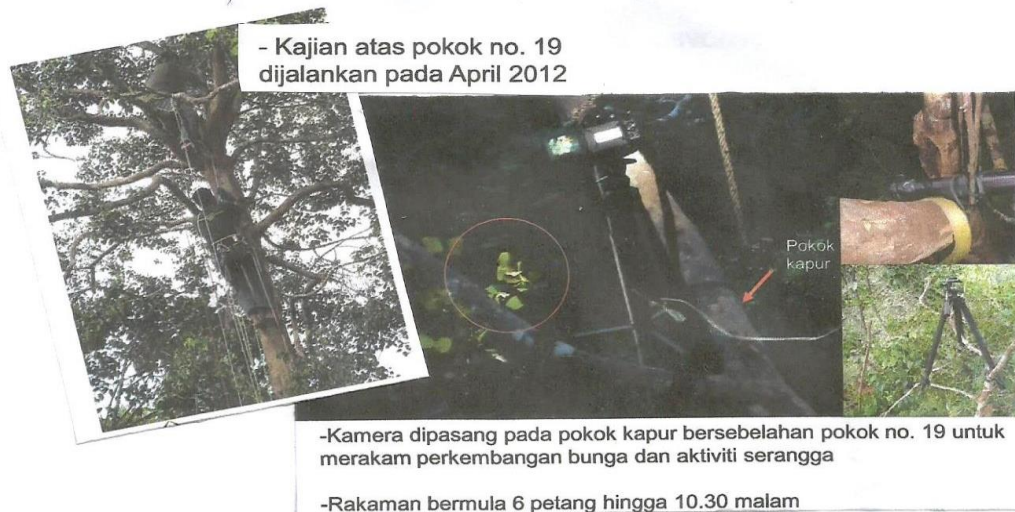 - Kajian atas pokok no. 19
dijalankan pada April 2012
Pokok
kapur
-Kamera dipasang pada pokok kapur bersebelahan pokok no. 19 untuk
merakam perkembangan bunga dan aktiviti serangga
-Rakaman bermula 6 petang hingga 10.30 malam